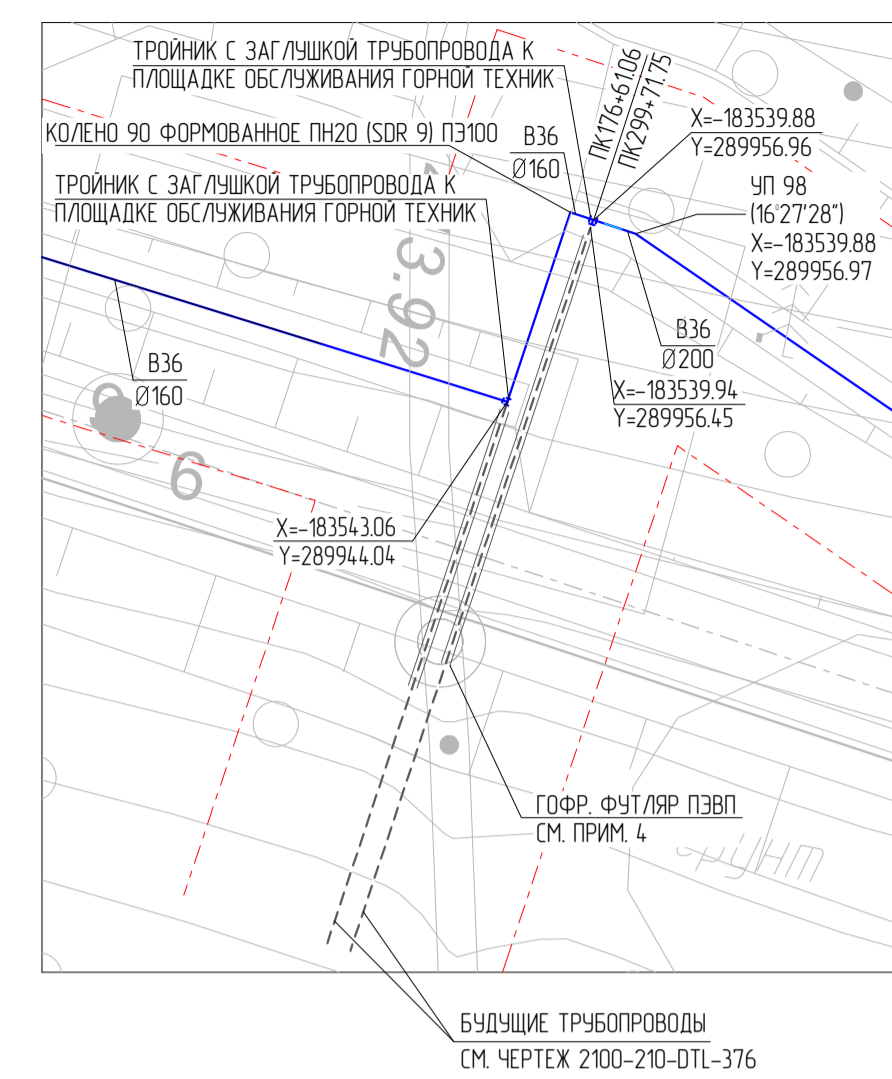 ТРОЙНИК С ЗАГЛУШКОЙ ТРУБОПРОВОДА К
ПЛОЩАДКЕ ОБСЛУЖИВАНИЯ ГОРНОЙ ТЕХНИК
ПК176+61.06
ПК299+71.75
X=-183539.88
Y=289956.96
КОЛЕНО 90 ФОРМОВАННОЕ ПН20 (SDR 9) ПЭ100
В36
Ø160
ТРОЙНИК С ЗАГЛУШКОЙ ТРУБОПРОВОДА К
ПЛОЩАДКЕ ОБСЛУЖИВАНИЯ ГОРНОЙ ТЕХНИК
УП 98
(16°27'28")
X=-183539.88
Y=289956.97
3.92
В36
Ø200
В36
Ø160
X=-183539.94
Y=289956.45
9
X=-183543.06
Y=289944.04
ГОФР. ФУТЛЯР ПЭВП
СМ. ПРИМ. 4
грунт
БУДУЩИЕ ТРУБОПРОВОДЫ
СМ. ЧЕРТЕЖ 2100-210-DTL-376